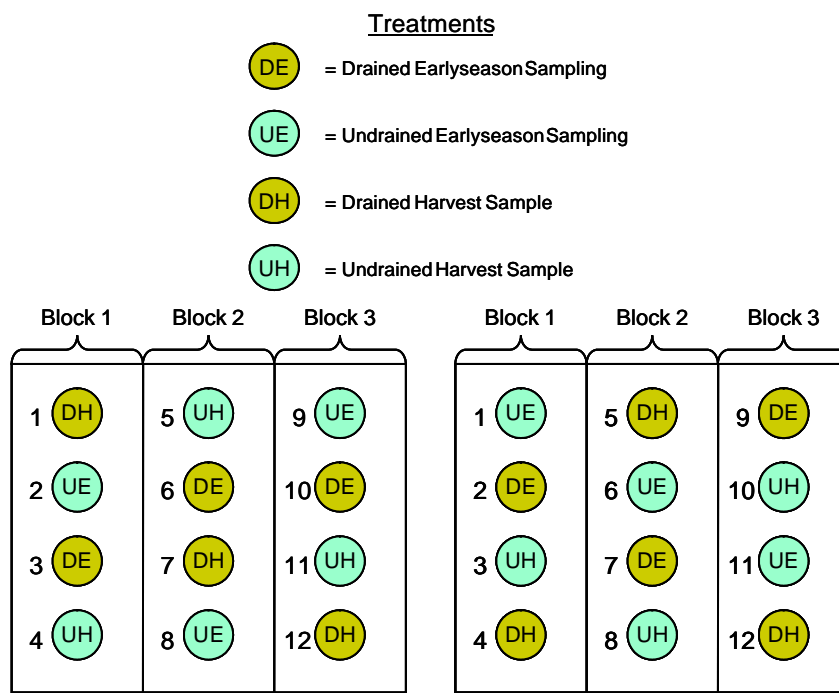 Treatments
DE = Drained Earlyseason Sampling
UE = Undrained Earlyseason Sampling
DH = Drained Harvest Sample
UH = Undrained Harvest Sample
Block 1 Block 2 Block 3 Block 1 Block 2 Block 3
1 DH 5 UH 9 UE 1 UE 5 DH 9 DE
2 UE 6 DE 10 DE 2 DE 6 UE 10 UH
3 DE 7 DH 11 UH 3 UH 7 DE 11 UE
4 UH 8 UE 12 DH 4 DH 8 UH 12 DH